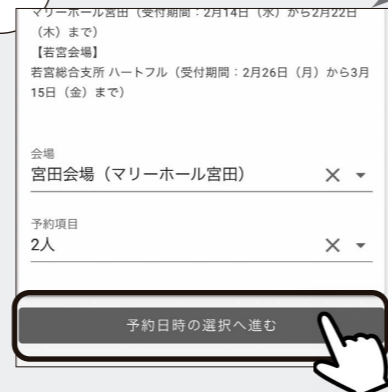 マリーホール宮田（受付期間：2月14日（水）から2月22日
（木）まで）
【若宮会場】
若宮総合支所 ハートフル（受付期間：2月26日（月）から3月
15日（金）まで）
会場
宮田会場（マリーホール宮田）
予約項目
2人
予約日時の選択へ進む